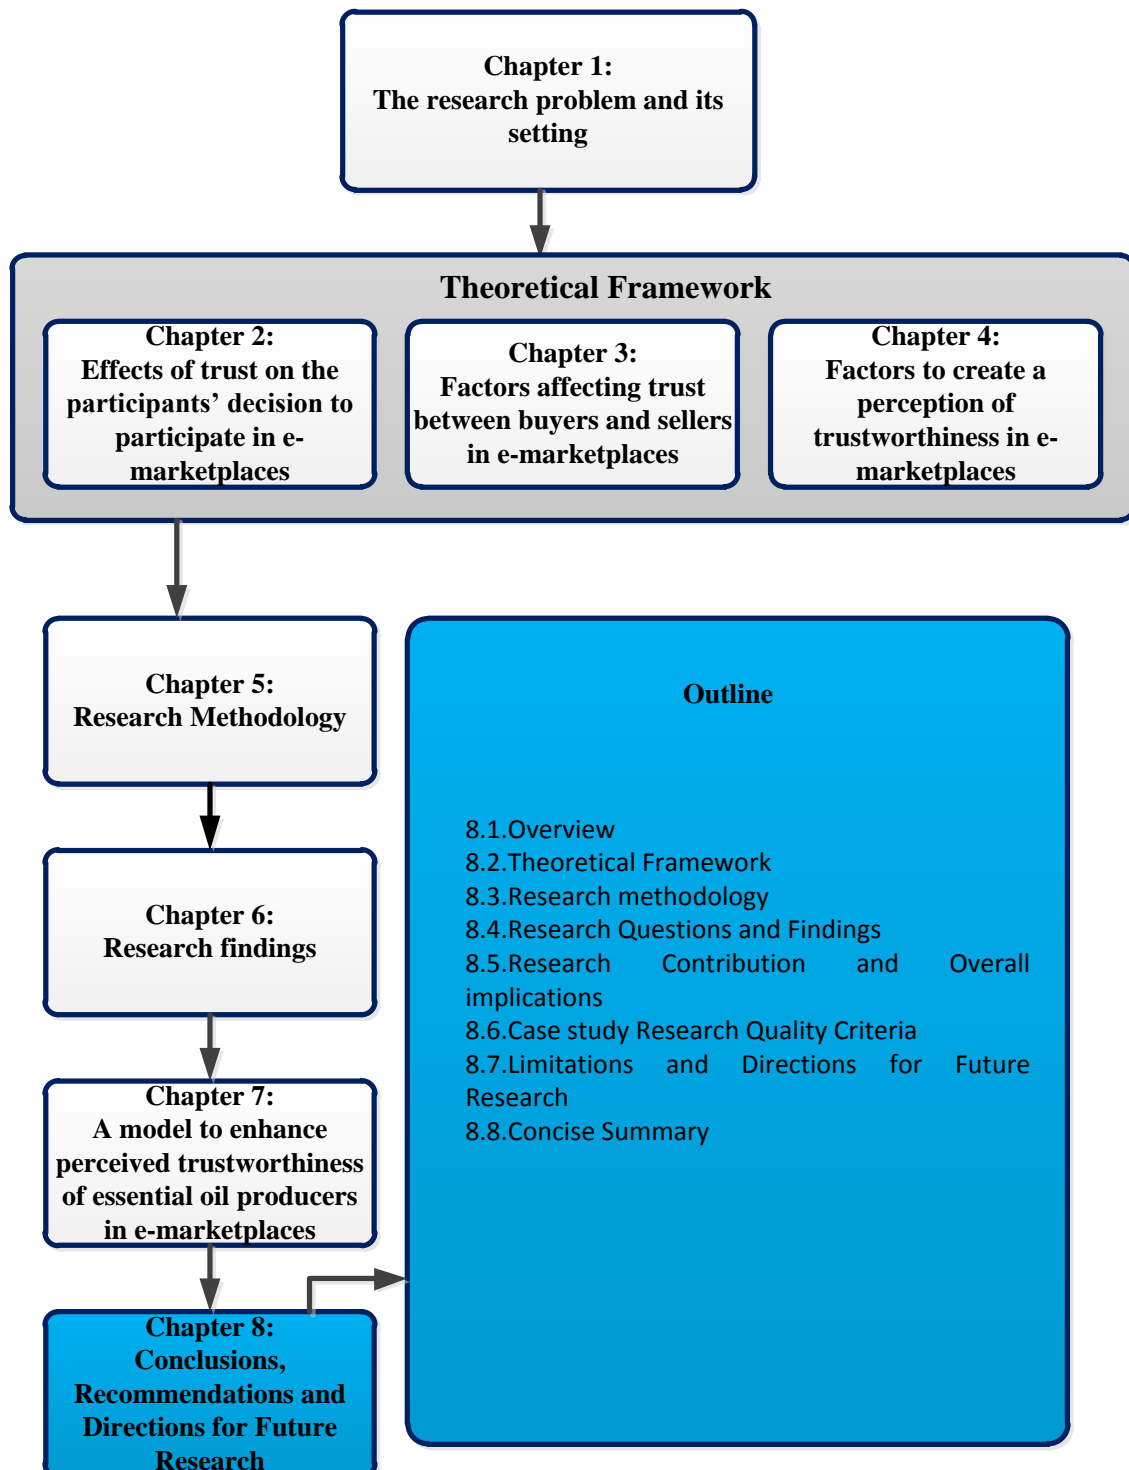 Chapter 1:
The research problem and its
setting
Theoretical Framework
Chapter 2:
Effects of trust on the
participants’ decision to
participate in e-
marketplaces
Chapter 3:
Factors affecting trust
between buyers and sellers
in e-marketplaces
Chapter 4:
Factors to create a
perception of
trustworthiness in e-
marketplaces
Chapter 5:
Research Methodology
Chapter 6:
Research findings
Chapter 7:
A model to enhance
perceived trustworthiness
of essential oil producers
in e-marketplaces
Chapter 8:
Conclusions,
Recommendations and
Directions for Future
Research
Outline
8.1.Overview
8.2.Theoretical Framework
8.3.Research methodology
8.4.Research Questions and Findings
8.5.Research Contribution and Overall
implications
8.6.Case study Research Quality Criteria
8.7.Limitations and Directions for Future
Research
8.8.Concise Summary